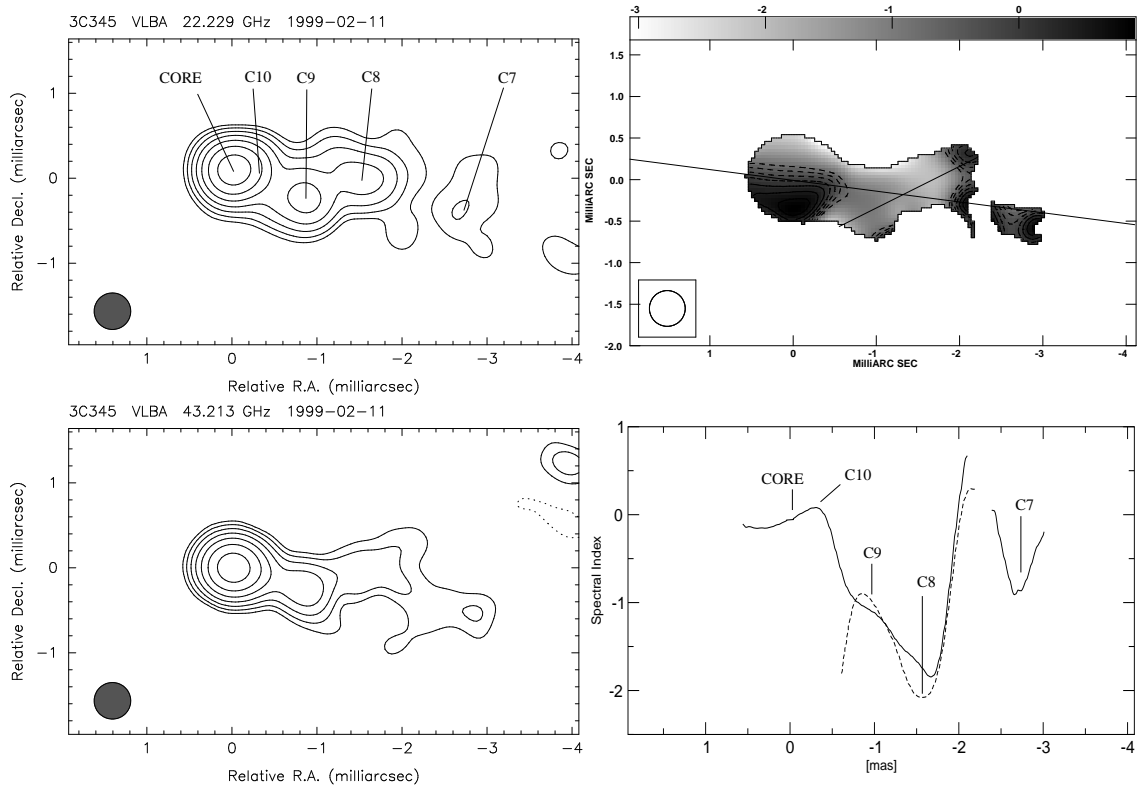 3C345 VLBA 22.229 GHz 1999-02-11
CORE C10 C9 C8 C7
Relative Decl. (milliarcsec)
1
0
-1
1 0 -1 -2 -3 -4
Relative R.A. (milliarcsec)
-3 -2 -1 0
MilliARC SEC
1.5
1.0
0.5
0.0
-0.5
-1.0
-1.5
-2.0
1 0 -1 -2 -3 -4
MilliARC SEC
3C345 VLBA 43.213 GHz 1999-02-11
Relative Decl. (milliarcsec)
1
0
-1
1 0 -1 -2 -3 -4
Relative R.A. (milliarcsec)
Spectral Index
1
0
-1
-2
CORE
C10
C9
C8
C7
1 0 -1 -2 -3 -4
[mas]